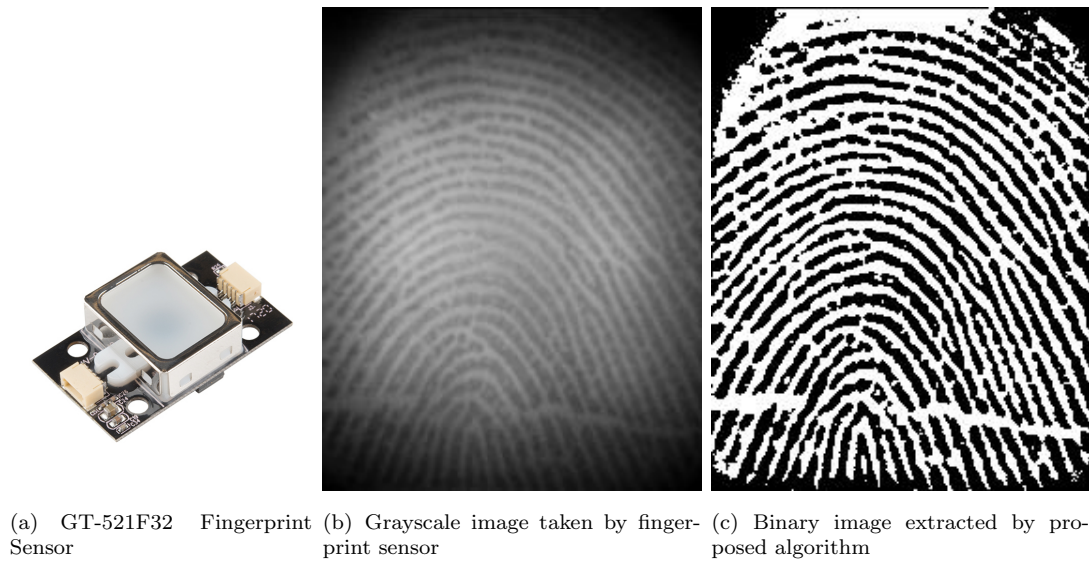 (a) GT-521F32 Fingerprint
Sensor
(b) Grayscale image taken by finger-
print sensor
(c) Binary image extracted by pro-
posed algorithm